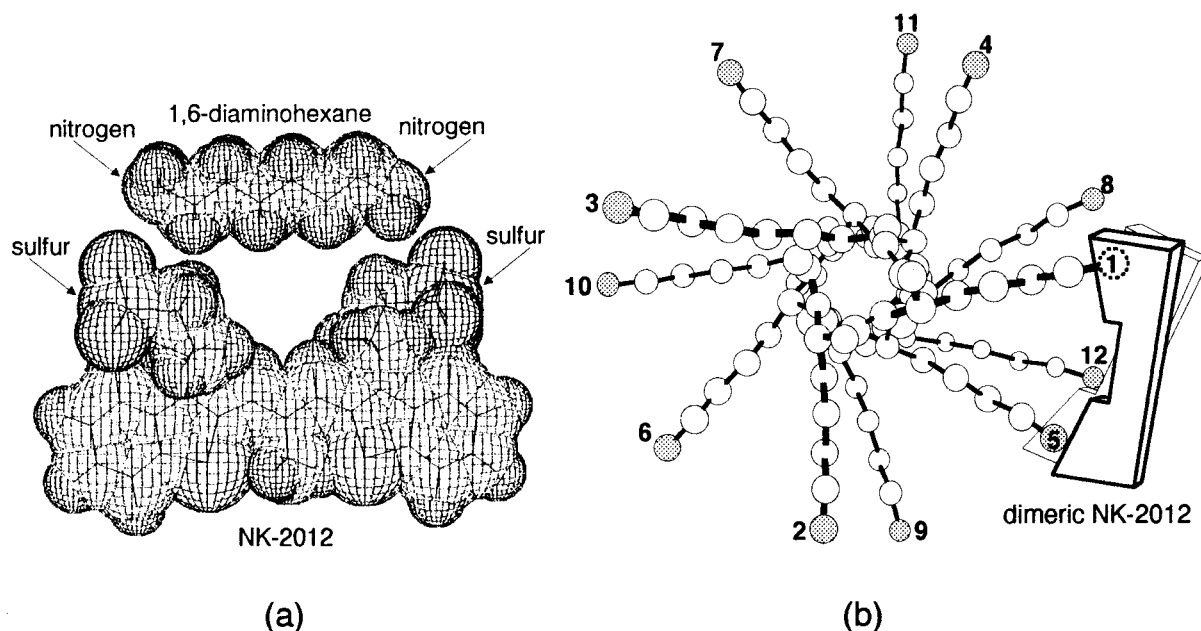 1,6-diaminohexane
nitrogen
nitrogen
sulfur
sulfur
NK-2012
(a)
11
7
4
3
8
10
1
12
6
5
2
9
dimeric NK-2012
(b)